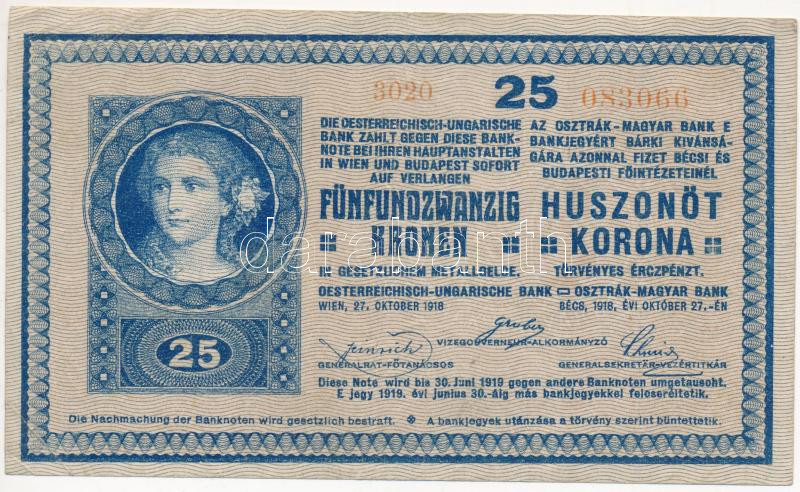 3020 25 083066
DIE OESTERREICHISCH-UNGARISCHE
BANK ZAHLT GEGEN DIESE BANK-
NOTE BEI IHREN HAUPTANSTALTEN
IN WIEN UND BUDAPEST SOFORT
AUF VERLANGEN
FÜNFUNDZWANZIG
KRONEN
IN GESETZLICHEM METALLGELDE.
AZ OSZTRÁK-MAGYAR BANK E
BANKJEGYÉRT BÁRKI KIVÁNSÁ-
GÁRA AZONNAL FIZET BÉCSI ÉS
BUDAPESTI FŐINTÉZETEINÉL
HUSZONÖT
KORONA
TÖRVÉNYES ÉRCZPÉNZT.
OESTERREICHISCH-UNGARISCHE BANK
WIEN, 27. OKTOBER 1918
OSZTRÁK-MAGYAR BANK
BÉCS, 1918. ÉVI OKTÓBER 27.-ÉN
VIZEGOUVERNEUR-ALKORMÁNYZÓ
GENERALRAT-FŐTANÁCSOS
GENERALSEKRETÄR-VEZÉRTITKÁR
25
Diese Note wird bis 30. Juni 1919 gegen andere Banknoten umgetauscht.
E jegy 1919. évi junius 30.-áig más bankjegyekkel felcseréltetik.
Die Nachmachung der Banknoten wird gesetzlich bestraft.
A bankjegyek utánzása a törvény szerint büntettetik.
darabanth